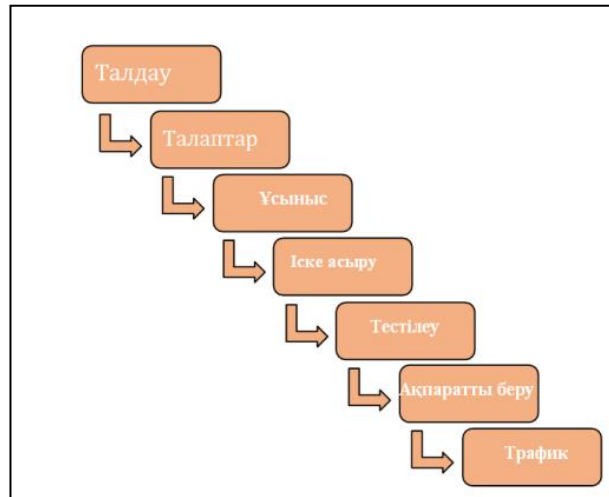 Талдау
Талаптар
Ұсыныс
Іске асыру
Тестілеу
Ақпаратты беру
Трафик